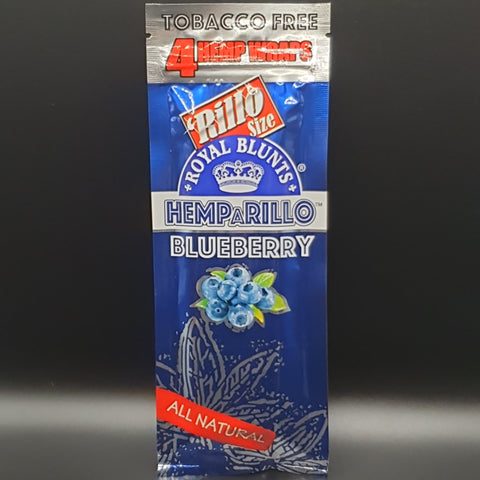 TOBACCO FREE
4 HEMP WRAPS
Rillo
Size
ROYAL BLUNTS
®
HEMPARILLO™
BLUEBERRY
ALL NATURAL